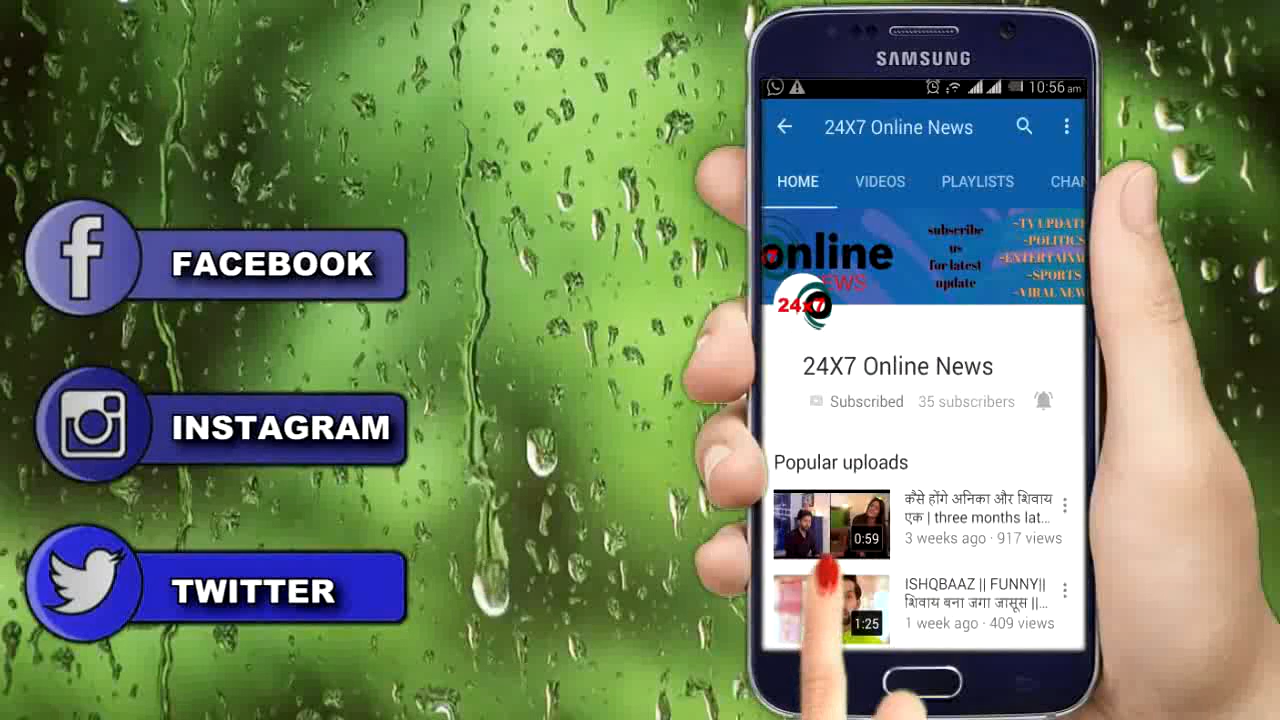 FACEBOOK
INSTAGRAM
TWITTER
SAMSUNG
10:56 am
24X7 Online News
HOME VIDEOS PLAYLISTS CHAN
online
NEWS
24x7
subscribe
us
for latest
update
~TV UPDATE
~POLITICS
~ENTERTAINM
~SPORTS
~VIRAL NEW
24X7 Online News
Subscribed 35 subscribers
Popular uploads
0:59
कैसे होंगे अनिका और शिवाय
एक | three months lat...
3 weeks ago · 917 views
1:25
ISHQBAAZ || FUNNY||
शिवाय बना जगा जासूस ||...
1 week ago · 409 views